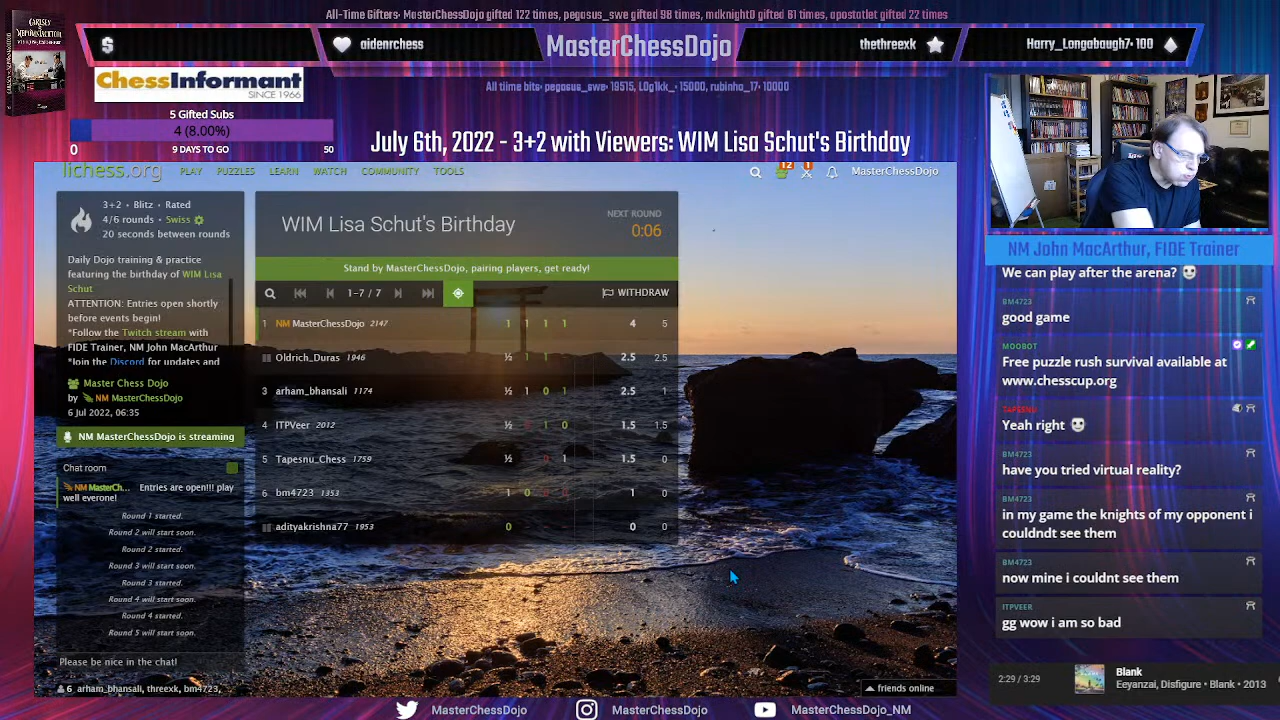 All-Time Gifters• MasterChessDojo gifted 122 times, pegasus_swe gifted 98 times, mdknight0 gifted 61 times, apostatlet gifted 22 times
$
aidenrchess
MasterChessDojo
thethreexk
Harry_Longabaugh7• 100
All time bits• pegasus_swe• 19515, L0g1kk_• 15000, rubinho_17• 10000
ChessInformant
SINCE 1966
5 Gifted Subs
4 (8.00%)
0
9 DAYS TO GO
50
July 6th, 2022 - 3+2 with Viewers: WIM Lisa Schut's Birthday
lichess.org
PLAY PUZZLES LEARN WATCH COMMUNITY TOOLS
12
1
MasterChessDojo
3+2 • Blitz • Rated
4/6 rounds • Swiss
20 seconds between rounds
Daily Dojo training & practice
featuring the birthday of WIM Lisa
Schut
ATTENTION: Entries open shortly
before events begin!
*Follow the Twitch stream with
FIDE Trainer, NM John MacArthur
*Join the Discord for updates and
Master Chess Dojo
by NM MasterChessDojo
6 Jul 2022, 06:35
NM MasterChessDojo is streaming
Chat room
NM MasterCh... Entries are open!!! play
well everone!
Round 1 started.
Round 2 will start soon.
Round 2 started.
Round 3 will start soon.
Round 3 started.
Round 4 will start soon.
Round 4 started.
Round 5 will start soon.
Please be nice in the chat!
6 arham_bhansali, threexk, bm4723,
WIM Lisa Schut's Birthday
NEXT ROUND
0:06
Stand by MasterChessDojo, pairing players, get ready!
1-7 / 7
WITHDRAW
1 NM MasterChessDojo 2147 1 1 1 1 4 5
Oldrich_Duras 1946 ½ 1 1 2.5 2.5
3 arham_bhansali 1174 ½ 1 0 1 2.5 1
4 ITPVeer 2012 ½ 1 0 1.5 1.5
5 Tapesnu_Chess 1759 ½ 0 1 1.5 0
6 bm4723 1353 1 0 1 0
adityakrishna77 1953 0 0 0
friends online
NM John MacArthur, FIDE Trainer
We can play after the arena?
BM4723
good game
MOOBOT
Free puzzle rush survival available at
www.chesscup.org
TAPESNU
Yeah right
BM4723
have you tried virtual reality?
BM4723
in my game the knights of my opponent i
couldndt see them
BM4723
now mine i couldnt see them
ITPVEER
gg wow i am so bad
2:29 / 3:29
Blank
Eeyanzai, Disfigure • Blank • 2013
MasterChessDojo
MasterChessDojo
MasterChessDojo_NM